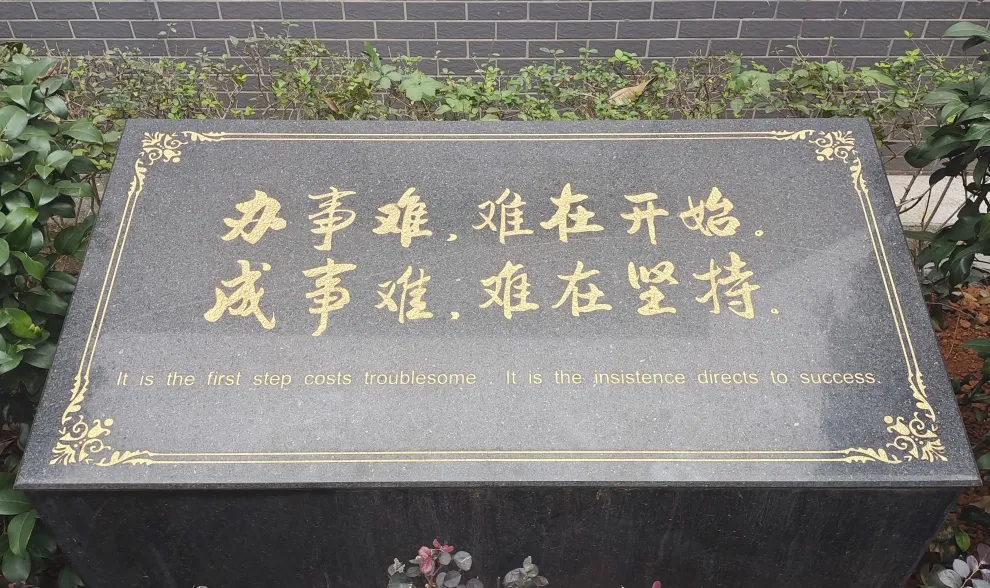 办事难，难在开始。
成事难，难在坚持。
It is the first step costs troublesome . It is the insistence directs to success.